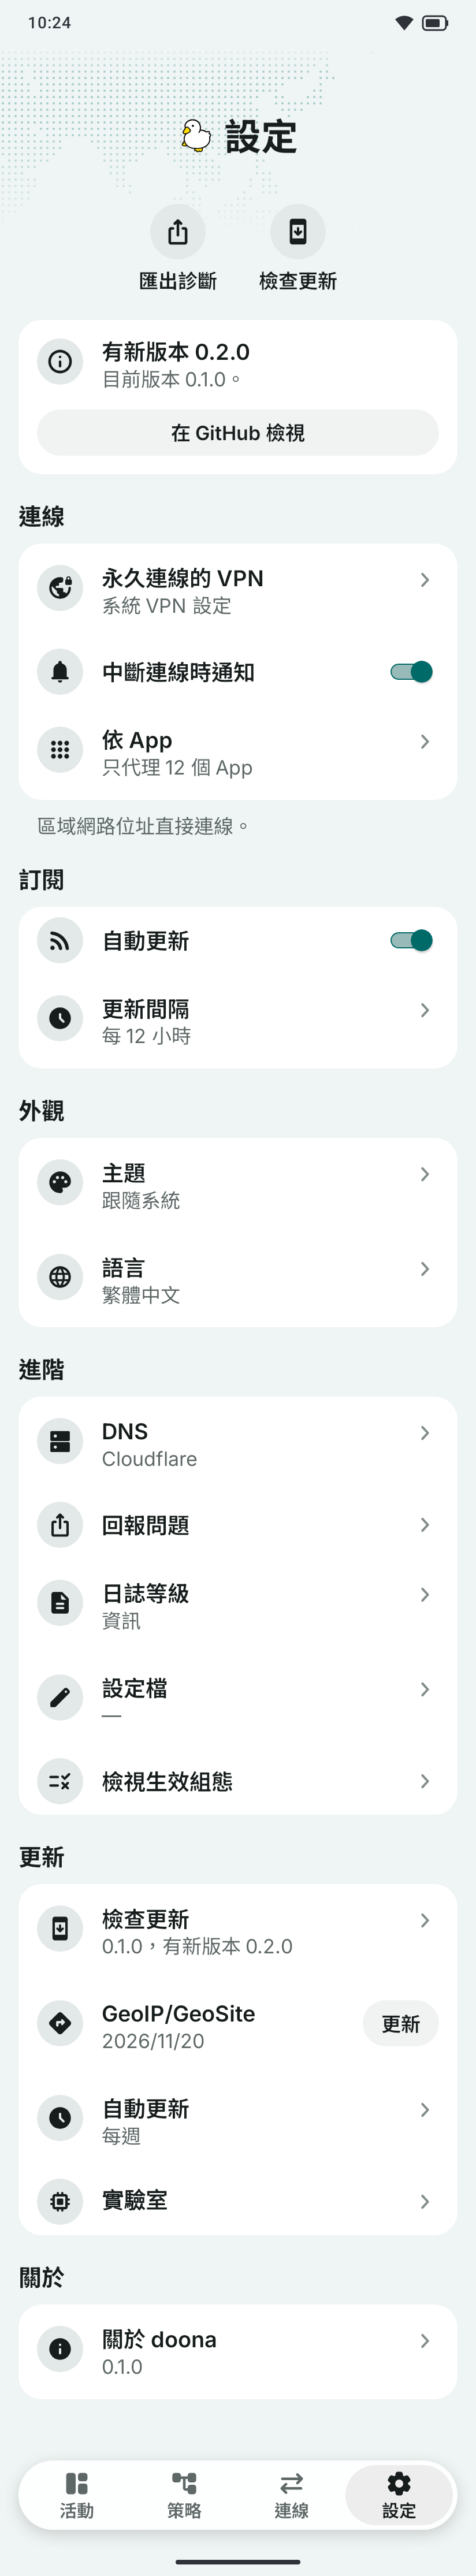 10:24
設定
匯出診斷
檢查更新
有新版本 0.2.0
目前版本 0.1.0。
在 GitHub 檢視
連線
永久連線的 VPN
系統 VPN 設定
中斷連線時通知
依 App
只代理 12 個 App
區域網路位址直接連線。
訂閱
自動更新
更新間隔
每 12 小時
外觀
主題
跟隨系統
語言
繁體中文
進階
DNS
Cloudflare
回報問題
日誌等級
資訊
設定檔
—
檢視生效組態
更新
檢查更新
0.1.0，有新版本 0.2.0
GeoIP/GeoSite
2026/11/20
更新
自動更新
每週
實驗室
關於
關於 doona
0.1.0
活動
策略
連線
設定